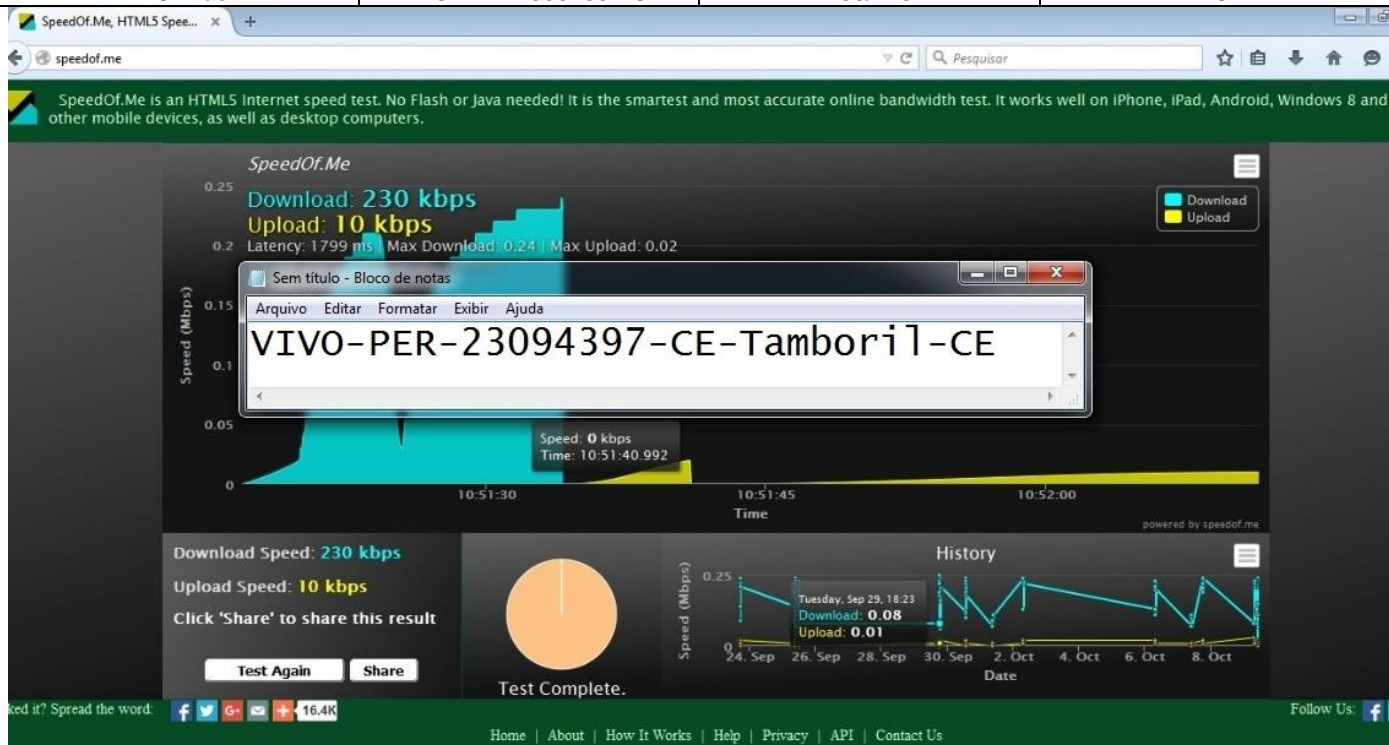 SpeedOf.Me, HTML5 Spee...
speedof.me
Pesquisar
SpeedOf.Me is an HTML5 Internet speed test. No Flash or Java needed! It is the smartest and most accurate online bandwidth test. It works well on iPhone, iPad, Android, Windows 8 and
other mobile devices, as well as desktop computers.
SpeedOf.Me
Download: 230 kbps
Upload: 10 kbps
Latency: 1799 ms | Max Download: 0.24 | Max Upload: 0.02
Download
Upload
0.25
0.2
0.15
0.1
0.05
0
Speed (Mbps)
Sem título - Bloco de notas
Arquivo Editar Formatar Exibir Ajuda
VIVO-PER-23094397-CE-Tamboril-CE
Speed: 0 kbps
Time: 10:51:40.992
10:51:30 10:51:45 10:52:00
Time
powered by speedof.me
Download Speed: 230 kbps
Upload Speed: 10 kbps
Click 'Share' to share this result
Test Again Share
Test Complete.
History
Speed (Mbps)
0.25
0
Tuesday, Sep 29, 18:23
Download: 0.08
Upload: 0.01
24. Sep 26. Sep 28. Sep 30. Sep 2. Oct 4. Oct 6. Oct 8. Oct
Date
ked it? Spread the word: 16.4K
Follow Us:
Home | About | How It Works | Help | Privacy | API | Contact Us